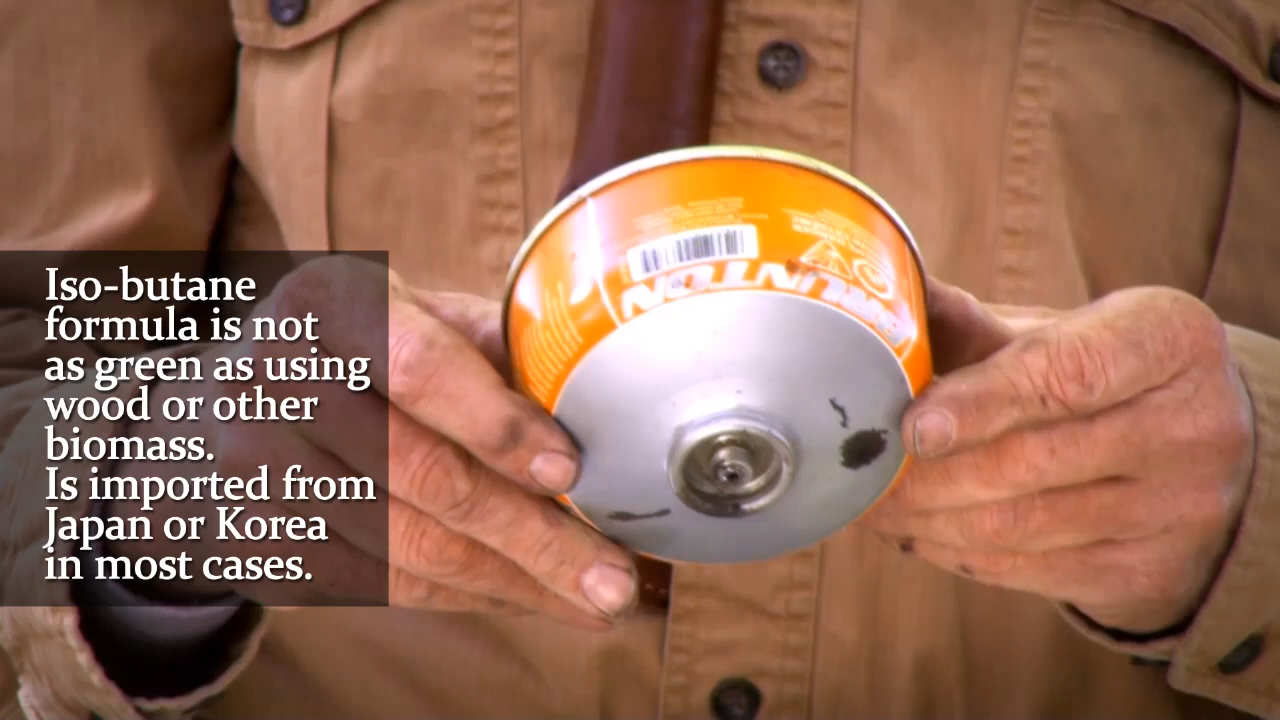 Iso-butane
formula is not
as green as using
wood or other
biomass.
Is imported from
Japan or Korea
in most cases.
BRUNTON